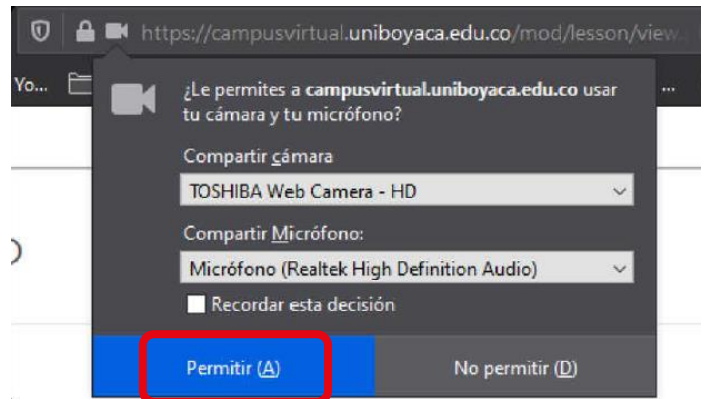 https://campusvirtual.uniboyaca.edu.co/mod/lesson/view.
Yo...
...
¿Le permites a campusvirtual.uniboyaca.edu.co usar
tu cámara y tu micrófono?
Compartir cámara
TOSHIBA Web Camera - HD
Compartir Micrófono:
Micrófono (Realtek High Definition Audio)
Recordar esta decisión
Permitir (A)
No permitir (D)